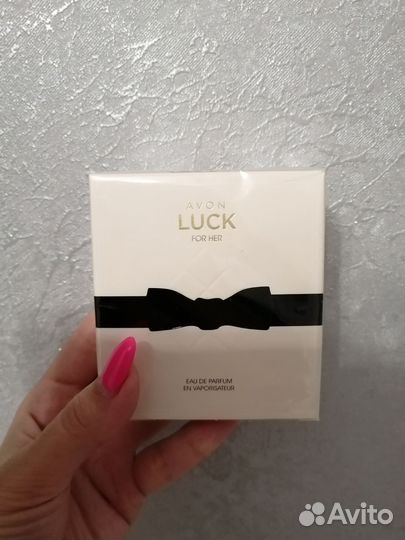 AVON
LUCK
FOR HER
EAU DE PARFUM
EN VAPORISATEUR
Avito